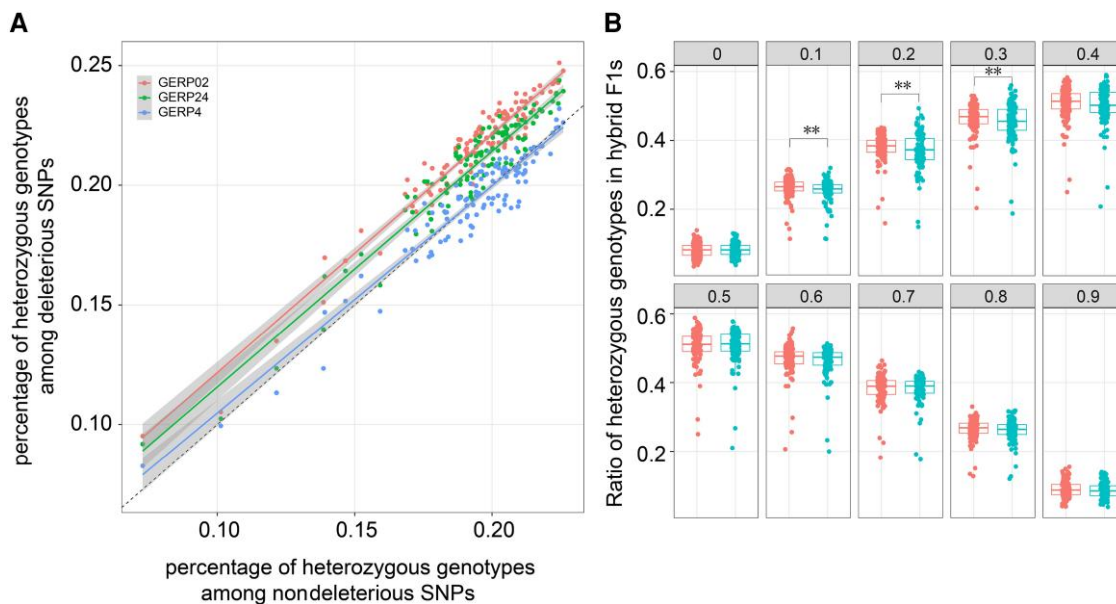 A
percentage of heterozygous genotypes
among deleterious SNPs
0.25
0.20
0.15
0.10
GERP02
GERP24
GERP4
0.10
0.15
0.20
percentage of heterozygous genotypes
among nondeleterious SNPs
B
Ratio of heterozygous genotypes in hybrid F1s
0
0.1
0.2
0.3
0.4
0.6
0.4
0.2
**
**
**
0.5
0.6
0.7
0.8
0.9
0.6
0.4
0.2